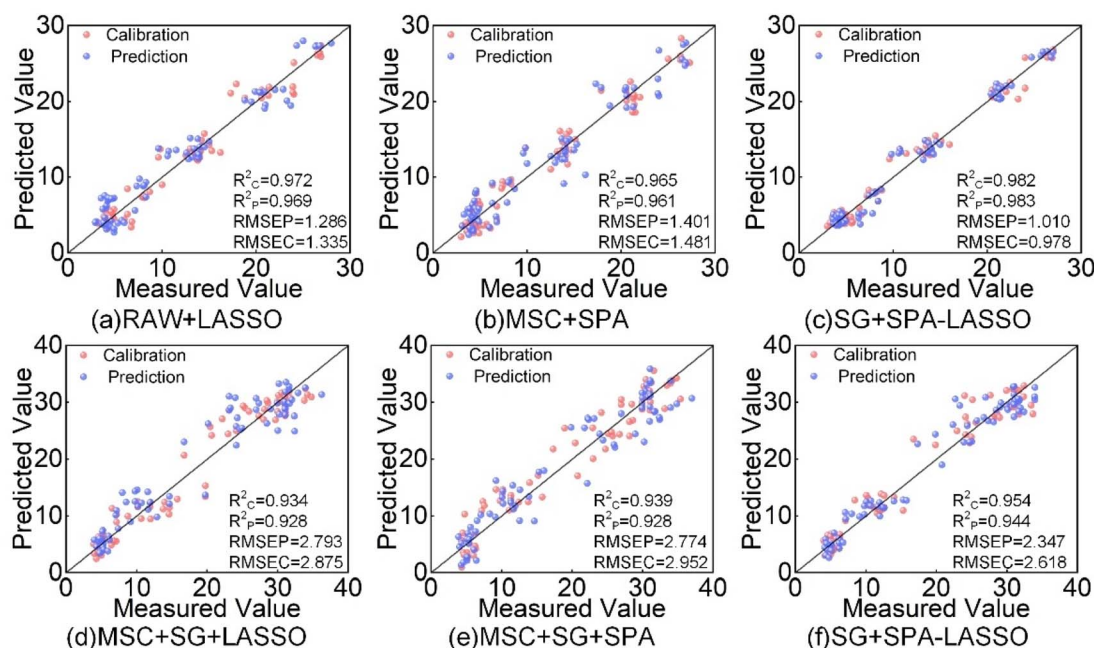 30
20
10
0
Predicted Value
Calibration
Prediction
R²C=0.972
R²P=0.969
RMSEP=1.286
RMSEC=1.335
0 10 20 30
Measured Value
(a)RAW+LASSO
30
20
10
0
Predicted Value
Calibration
Prediction
R²C=0.965
R²P=0.961
RMSEP=1.401
RMSEC=1.481
0 10 20 30
Measured Value
(b)MSC+SPA
30
20
10
0
Predicted Value
Calibration
Prediction
R²C=0.982
R²P=0.983
RMSEP=1.010
RMSEC=0.978
0 10 20 30
Measured Value
(c)SG+SPA-LASSO
40
30
20
10
0
Predicted Value
Calibration
Prediction
R²C=0.934
R²P=0.928
RMSEP=2.793
RMSEC=2.875
0 10 20 30 40
Measured Value
(d)MSC+SG+LASSO
40
30
20
10
0
Predicted Value
Calibration
Prediction
R²C=0.939
R²P=0.928
RMSEP=2.774
RMSEC=2.952
0 10 20 30 40
Measured Value
(e)MSC+SG+SPA
40
30
20
10
0
Predicted Value
Calibration
Prediction
R²C=0.954
R²P=0.944
RMSEP=2.347
RMSEC=2.618
0 10 20 30 40
Measured Value
(f)SG+SPA-LASSO